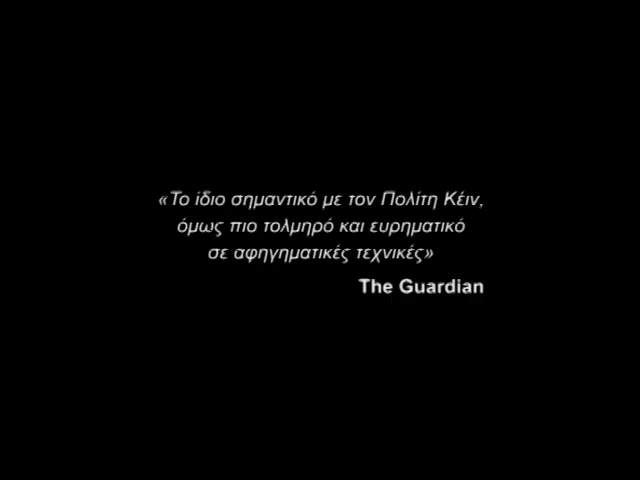 «Το ίδιο σημαντικό με τον Πολίτη Κέιν,
όμως πιο τολμηρό και ευρηματικό
σε αφηγηματικές τεχνικές»
The Guardian